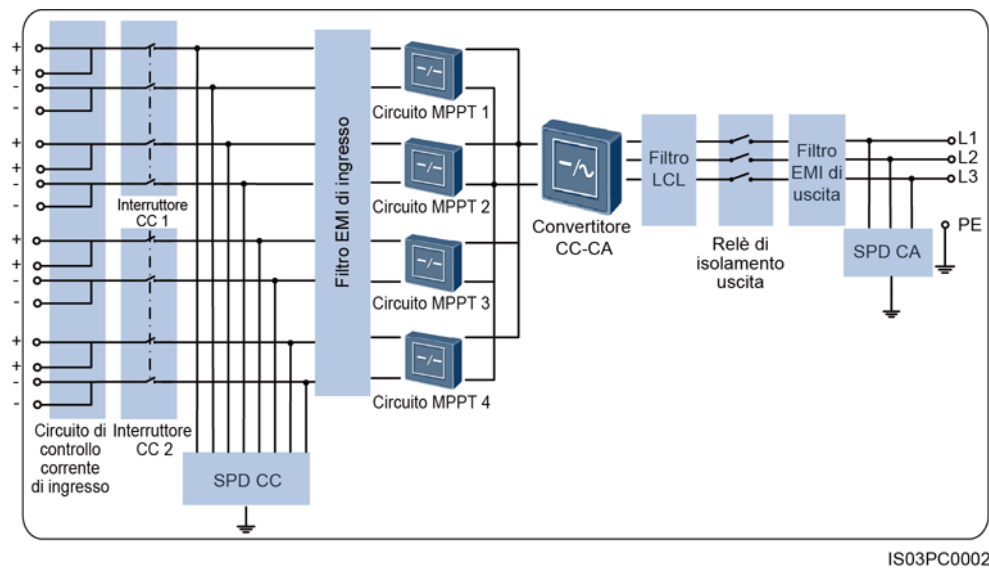 +
+
-
-
+
+
-
-
+
+
-
-
+
+
-
-
Circuito di
controllo
corrente
di ingresso
Interruttore
CC 1
Interruttore
CC 2
SPD CC
Filtro EMI di ingresso
Circuito MPPT 1
Circuito MPPT 2
Circuito MPPT 3
Circuito MPPT 4
Convertitore
CC-CA
Filtro
LCL
Relè di
isolamento
uscita
Filtro
EMI di
uscita
SPD CA
L1
L2
L3
PE
IS03PC0002